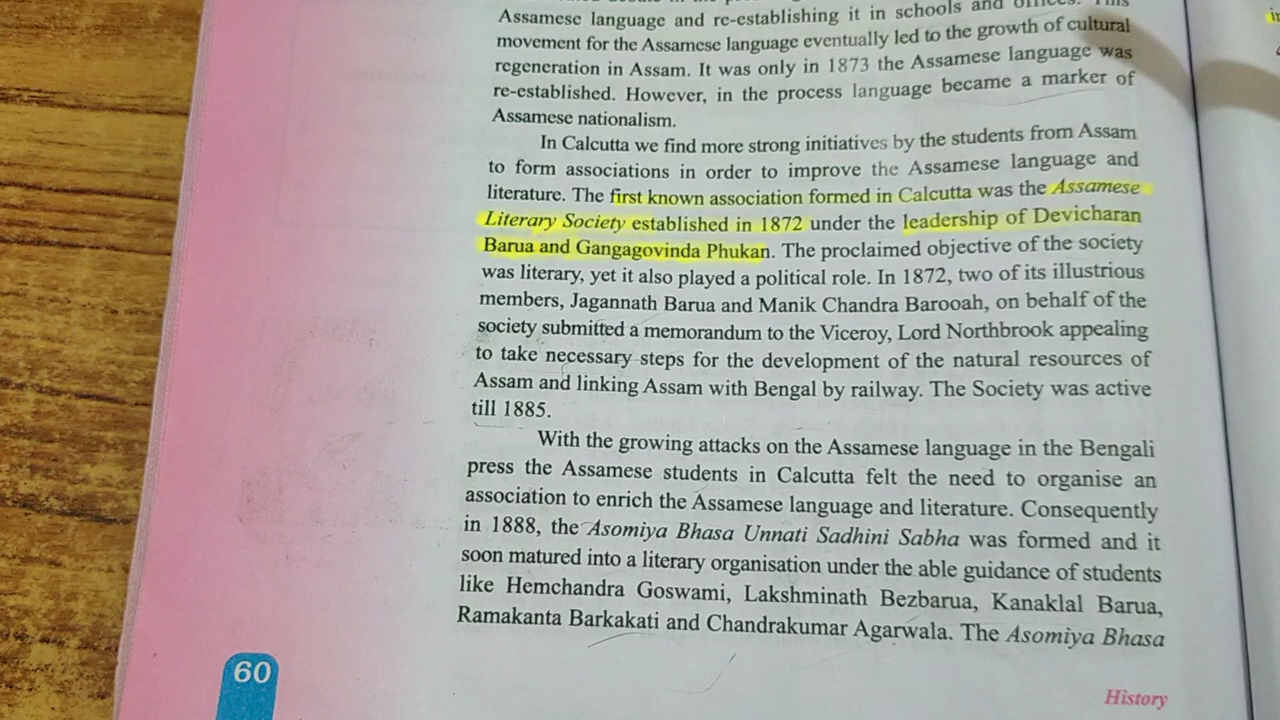 Assamese language and re-establishing it in schools and offices. This
movement for the Assamese language eventually led to the growth of cultural
regeneration in Assam. It was only in 1873 the Assamese language was
re-established. However, in the process language became a marker of
Assamese nationalism.
In Calcutta we find more strong initiatives by the students from Assam
to form associations in order to improve the Assamese language and
literature. The first known association formed in Calcutta was the Assamese
Literary Society established in 1872 under the leadership of Devicharan
Barua and Gangagovinda Phukan. The proclaimed objective of the society
was literary, yet it also played a political role. In 1872, two of its illustrious
members, Jagannath Barua and Manik Chandra Barooah, on behalf of the
society submitted a memorandum to the Viceroy, Lord Northbrook appealing
to take necessary steps for the development of the natural resources of
Assam and linking Assam with Bengal by railway. The Society was active
till 1885.
With the growing attacks on the Assamese language in the Bengali
press the Assamese students in Calcutta felt the need to organise an
association to enrich the Assamese language and literature. Consequently
in 1888, the Asomiya Bhasa Unnati Sadhini Sabha was formed and it
soon matured into a literary organisation under the able guidance of students
like Hemchandra Goswami, Lakshminath Bezbarua, Kanaklal Barua,
Ramakanta Barkakati and Chandrakumar Agarwala. The Asomiya Bhasa
60
History